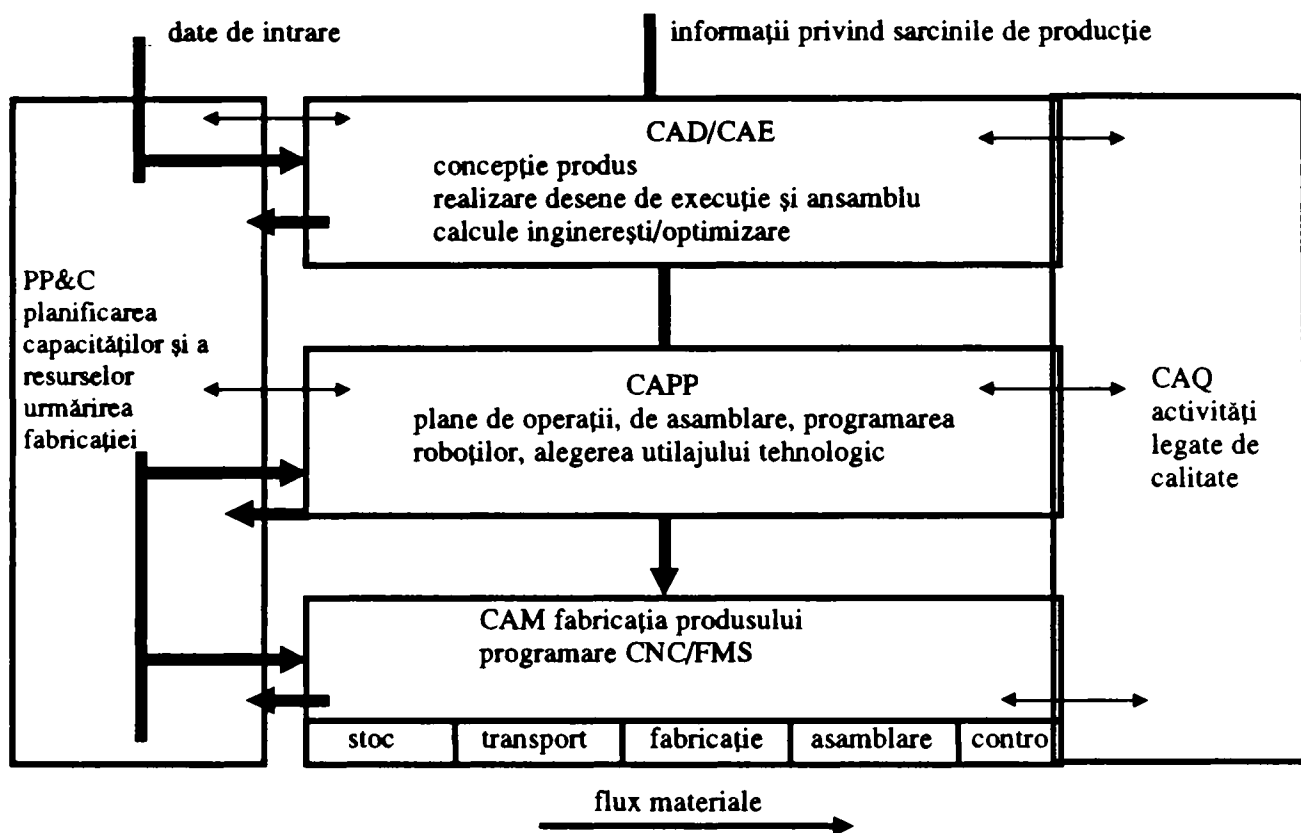 date de intrare
informații privind sarcinile de producție
CAD/CAE
concepție produs
realizare desene de execuție și ansamblu
calcule inginerești/optimizare
PP&C
planificarea
capacităților și a
resurselor
urmărirea
fabricației
CAPP
plane de operații, de asamblare, programarea
roboților, alegerea utilajului tehnologic
CAQ
activități
legate de
calitate
CAM fabricația produsului
programare CNC/FMS
stoc
transport
fabricație
asamblare
contro
flux materiale